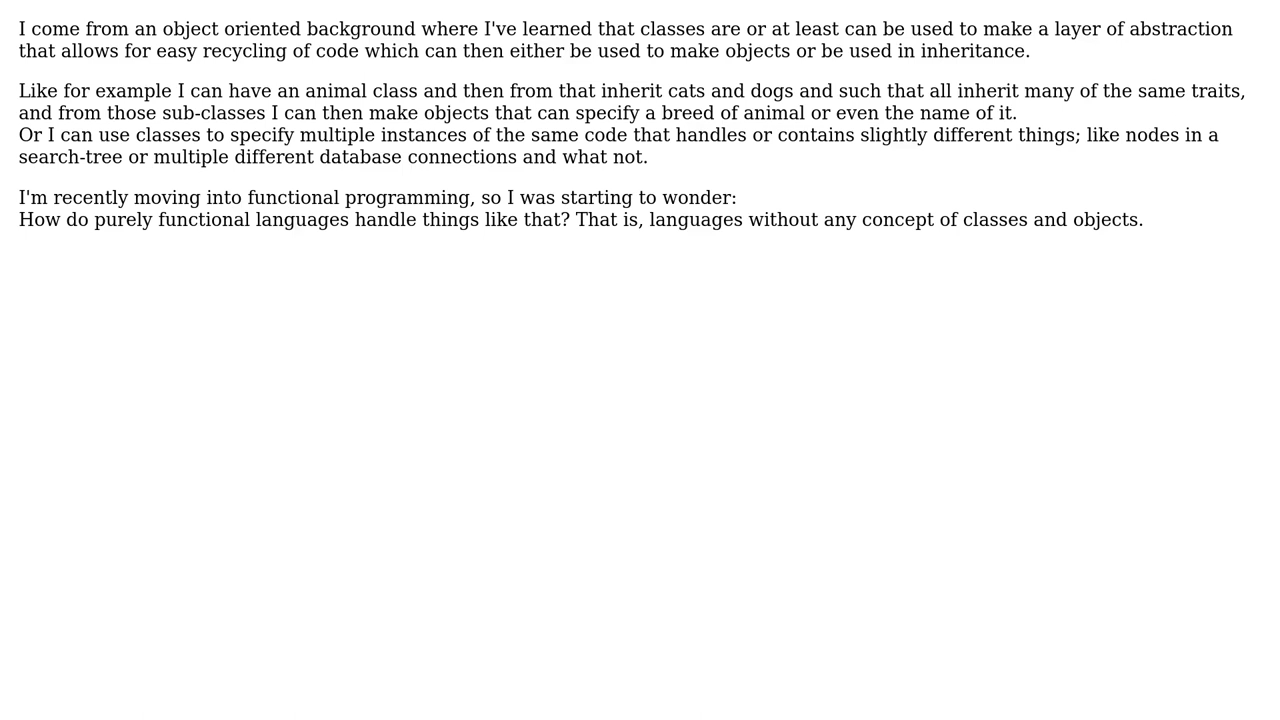 I come from an object oriented background where I've learned that classes are or at least can be used to make a layer of abstraction
that allows for easy recycling of code which can then either be used to make objects or be used in inheritance.
Like for example I can have an animal class and then from that inherit cats and dogs and such that all inherit many of the same traits,
and from those sub-classes I can then make objects that can specify a breed of animal or even the name of it.
Or I can use classes to specify multiple instances of the same code that handles or contains slightly different things; like nodes in a
search-tree or multiple different database connections and what not.
I'm recently moving into functional programming, so I was starting to wonder:
How do purely functional languages handle things like that? That is, languages without any concept of classes and objects.